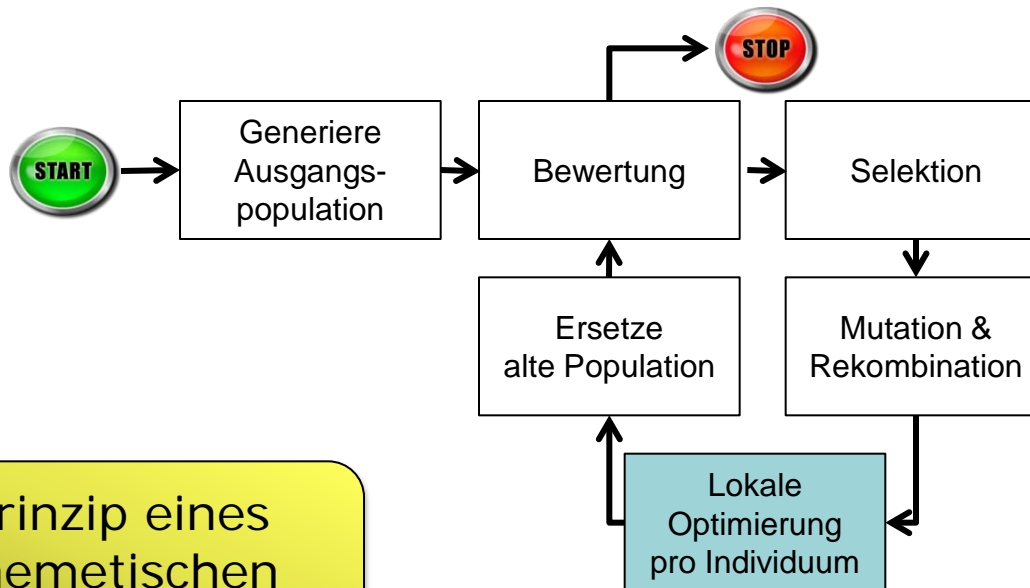 STOP
START
Generiere
Ausgangs-
population
Bewertung
Selektion
Ersetze
alte Population
Mutation &
Rekombination
Lokale
Optimierung
pro Individuum
rinzip eines
emetischen